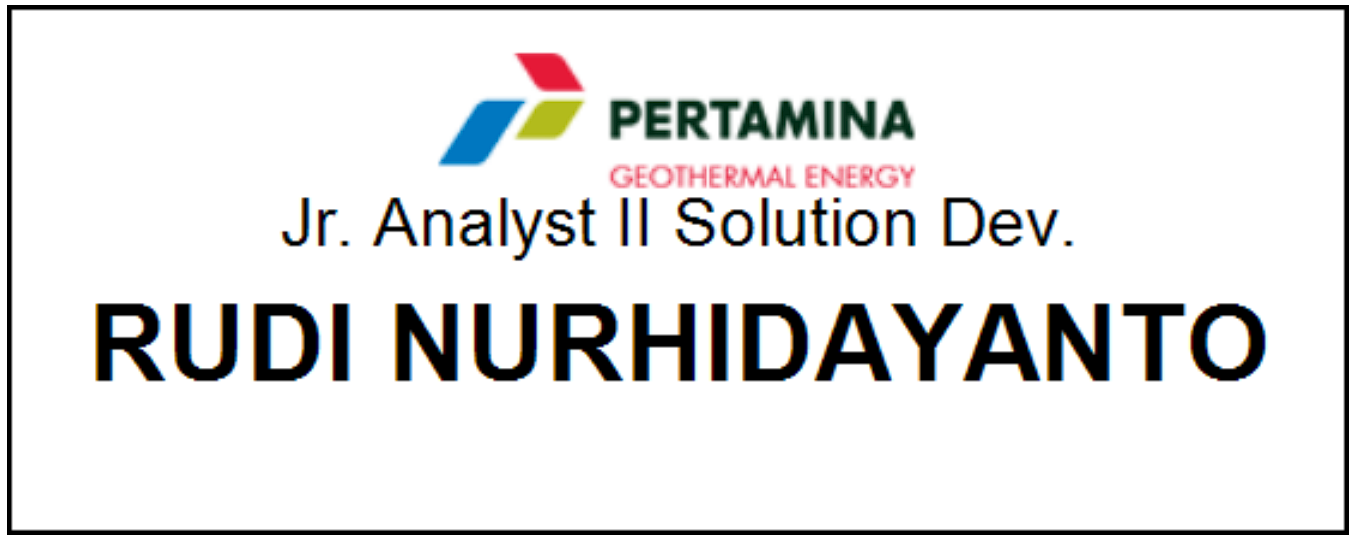 PERTAMINA
GEOTHERMAL ENERGY
Jr. Analyst II Solution Dev.
RUDI NURHIDAYANTO